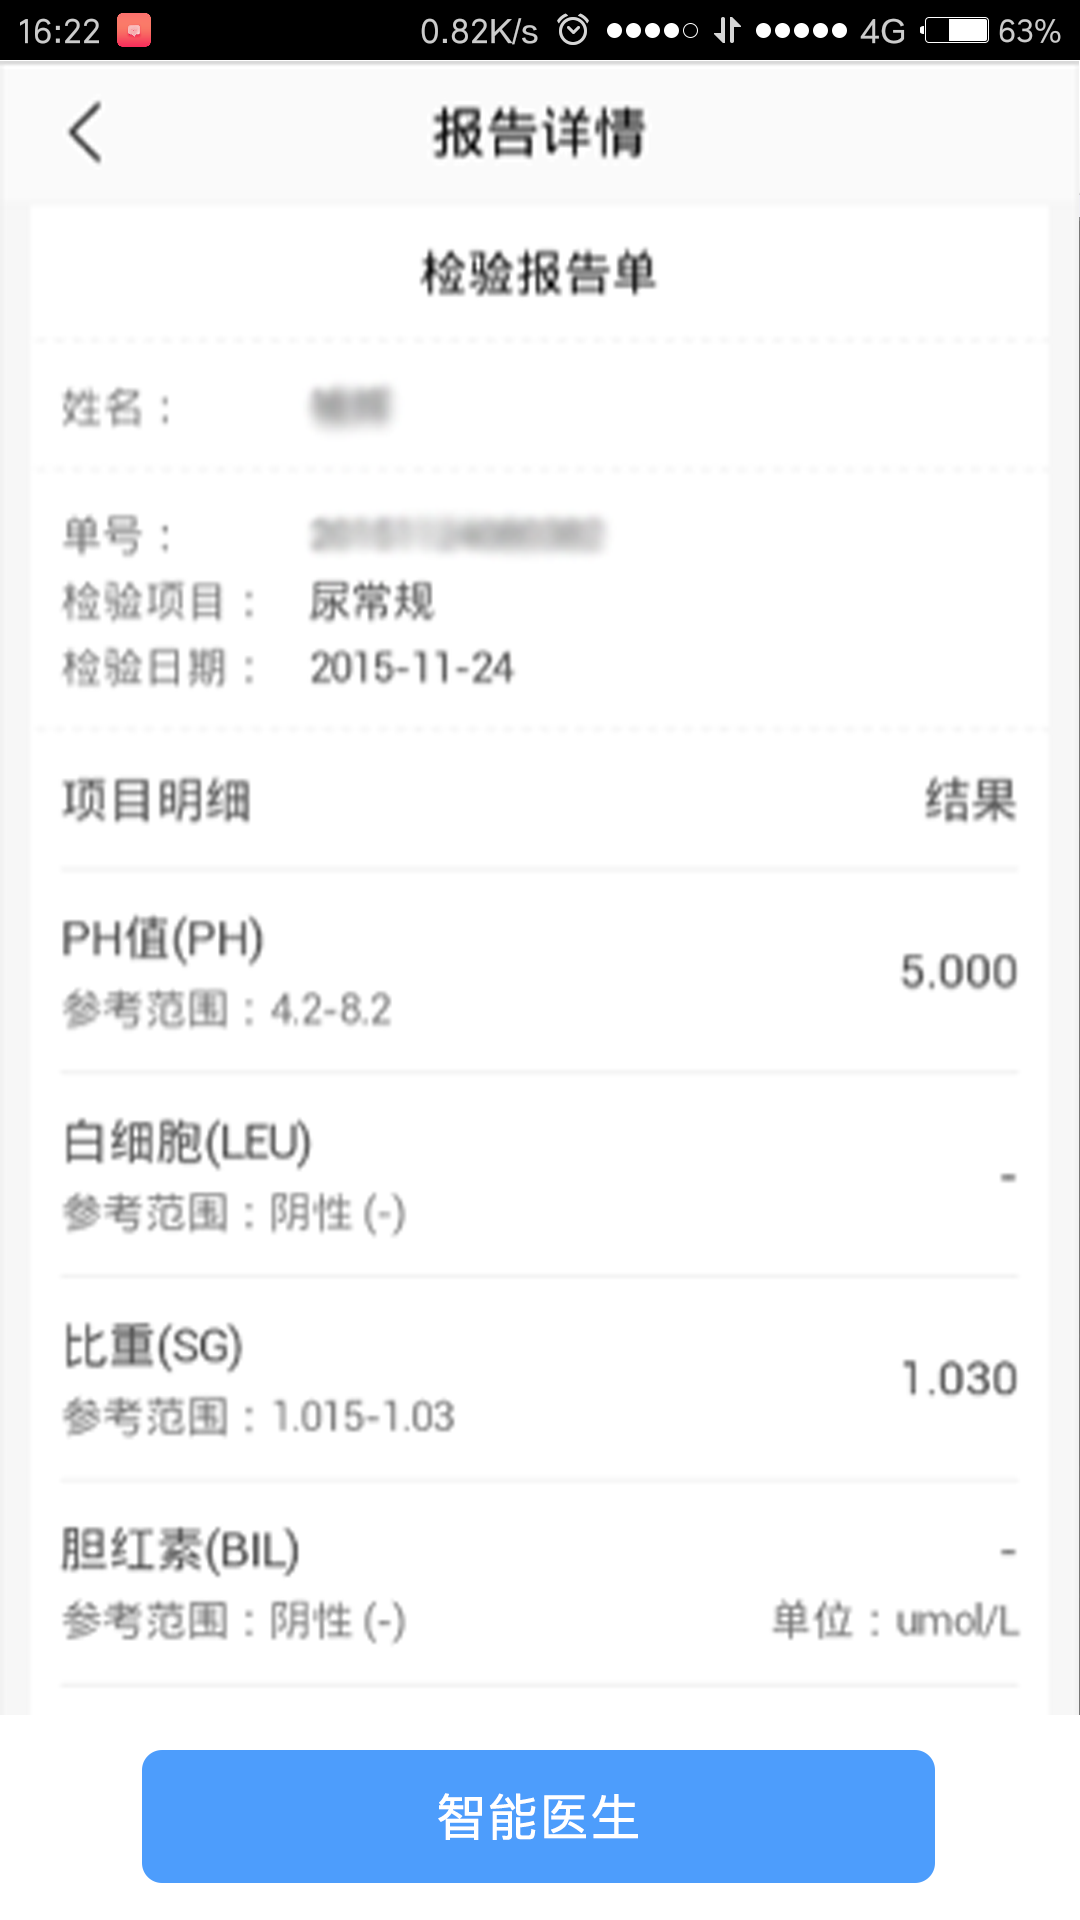 16:22 0.82K/s 4G 63%
报告详情
检验报告单
姓名：
单号：
检验项目： 尿常规
检验日期： 2015-11-24
项目明细 结果
PH值(PH)
5.000
参考范围：4.2-8.2
白细胞(LEU)
-
参考范围：阴性 (-)
比重(SG)
1.030
参考范围：1.015-1.03
胆红素(BIL) -
参考范围：阴性 (-) 单位：umol/L
智能医生